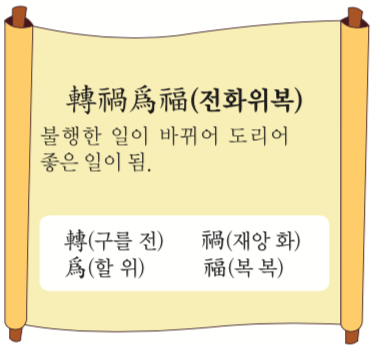 轉禍爲福(전화위복)
불행한 일이 바뀌어 도리어
좋은 일이 됨.
轉(구를 전) 禍(재앙 화)
爲(할 위) 福(복 복)